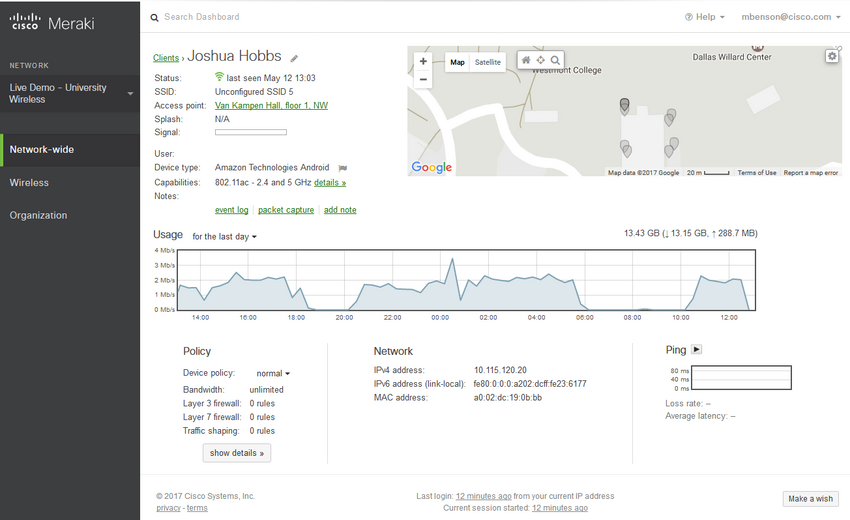 cisco Meraki
Search Dashboard
Help
mbenson@cisco.com
NETWORK
Live Demo - University
Wireless
Network-wide
Wireless
Organization
Clients › Joshua Hobbs
Status: last seen May 12 13:03
SSID: Unconfigured SSID 5
Access point: Van Kampen Hall, floor 1, NW
Splash: N/A
Signal:
User:
Device type: Amazon Technologies Android
Capabilities: 802.11ac - 2.4 and 5 GHz details »
Notes:
event log packet capture add note
+
−
Map Satellite
Westmont College
Dallas Willard Center
Google
Map data ©2017 Google 20 m Terms of Use Report a map error
Usage for the last day
13.43 GB (↓ 13.15 GB, ↑ 288.7 MB)
4 Mb/s
3 Mb/s
2 Mb/s
1 Mb/s
0 Mb/s
14:00 16:00 18:00 20:00 22:00 00:00 02:00 04:00 06:00 08:00 10:00 12:00
Policy
Device policy: normal
Bandwidth: unlimited
Layer 3 firewall: 0 rules
Layer 7 firewall: 0 rules
Traffic shaping: 0 rules
show details »
Network
IPv4 address: 10.115.120.20
IPv6 address (link-local): fe80:0:0:0:a202:dcff:fe23:6177
MAC address: a0:02:dc:19:0b:bb
Ping
80 ms
40 ms
0 ms
Loss rate: –
Average latency: –
© 2017 Cisco Systems, Inc.
privacy - terms
Last login: 12 minutes ago from your current IP address
Current session started: 12 minutes ago
Make a wish